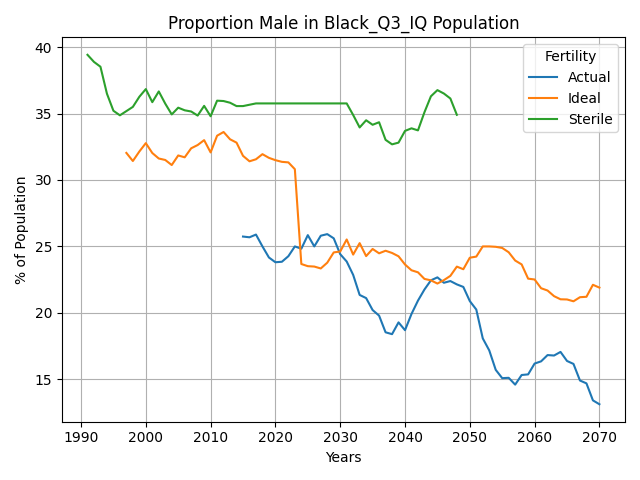 Proportion Male in Black_Q3_IQ Population
% of Population
40
35
30
25
20
15
Fertility
Actual
Ideal
Sterile
1990 2000 2010 2020 2030 2040 2050 2060 2070
Years